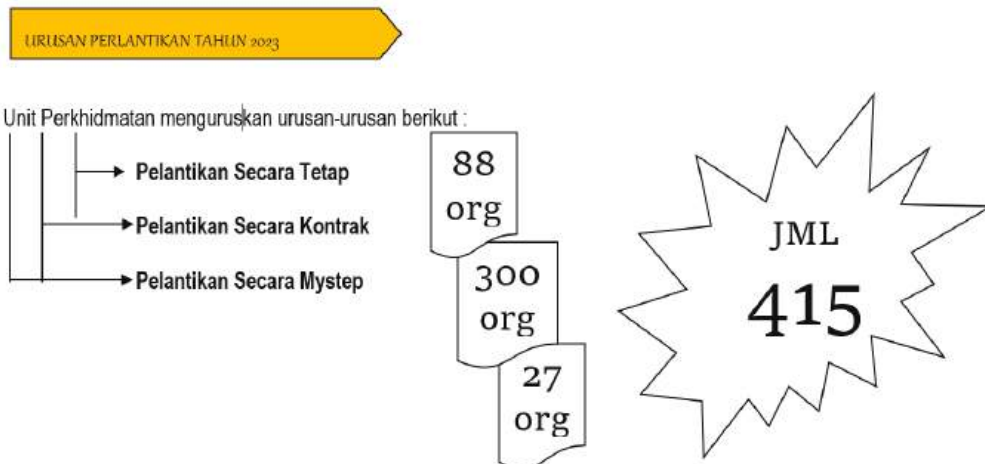 URUSAN PERLANTIKAN TAHUN 2023
Unit Perkhidmatan menguruskan urusan-urusan berikut :
Pelantikan Secara Tetap
Pelantikan Secara Kontrak
Pelantikan Secara Mystep
88
org
300
org
27
org
JML
415